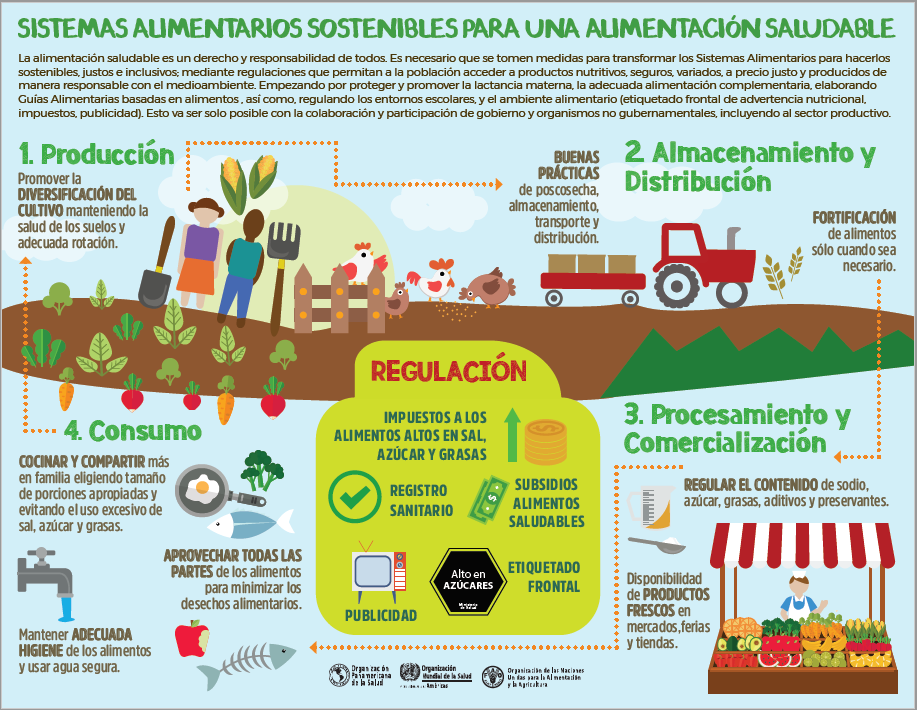 SISTEMAS ALIMENTARIOS SOSTENIBLES PARA UNA ALIMENTACIÓN SALUDABLE
La alimentación saludable es un derecho y responsabilidad de todos. Es necesario que se tomen medidas para transformar los Sistemas Alimentarios para hacerlos
sostenibles, justos e inclusivos; mediante regulaciones que permitan a la población acceder a productos nutritivos, seguros, variados, a precio justo y producidos de
manera responsable con el medioambiente. Empezando por proteger y promover la lactancia materna, la adecuada alimentación complementaria, elaborando
Guías Alimentarias basadas en alimentos , así como, regulando los entornos escolares, y el ambiente alimentario (etiquetado frontal de advertencia nutricional,
impuestos, publicidad). Esto va ser solo posible con la colaboración y participación de gobierno y organismos no gubernamentales, incluyendo al sector productivo.
1. Producción
Promover la
DIVERSIFICACIÓN DEL
CULTIVO manteniendo la
salud de los suelos y
adecuada rotación.
BUENAS
PRÁCTICAS
de poscosecha,
almacenamiento,
transporte y
distribución.
2. Almacenamiento y
Distribución
FORTIFICACIÓN
de alimentos
sólo cuando sea
necesario.
REGULACIÓN
IMPUESTOS A LOS
ALIMENTOS ALTOS EN SAL,
AZÚCAR Y GRASAS
REGISTRO
SANITARIO
SUBSIDIOS
ALIMENTOS
SALUDABLES
PUBLICIDAD
Alto en
AZÚCARES
Ministerio
de Salud
ETIQUETADO
FRONTAL
3. Procesamiento y
Comercialización
REGULAR EL CONTENIDO de sodio,
azúcar, grasas, aditivos y preservantes.
Disponibilidad
de PRODUCTOS
FRESCOS en
mercados,ferias
y tiendas.
4. Consumo
COCINAR Y COMPARTIR más
en familia eligiendo tamaño
de porciones apropiadas y
evitando el uso excesivo de
sal, azúcar y grasas.
APROVECHAR TODAS LAS
PARTES de los alimentos
para minimizar los
desechos alimentarios.
Mantener ADECUADA
HIGIENE de los alimentos
y usar agua segura.
Organización
Panamericana
de la Salud
Organización
Mundial de la Salud
Américas
Organización de las Naciones
Unidas para la Alimentación
y la Agricultura